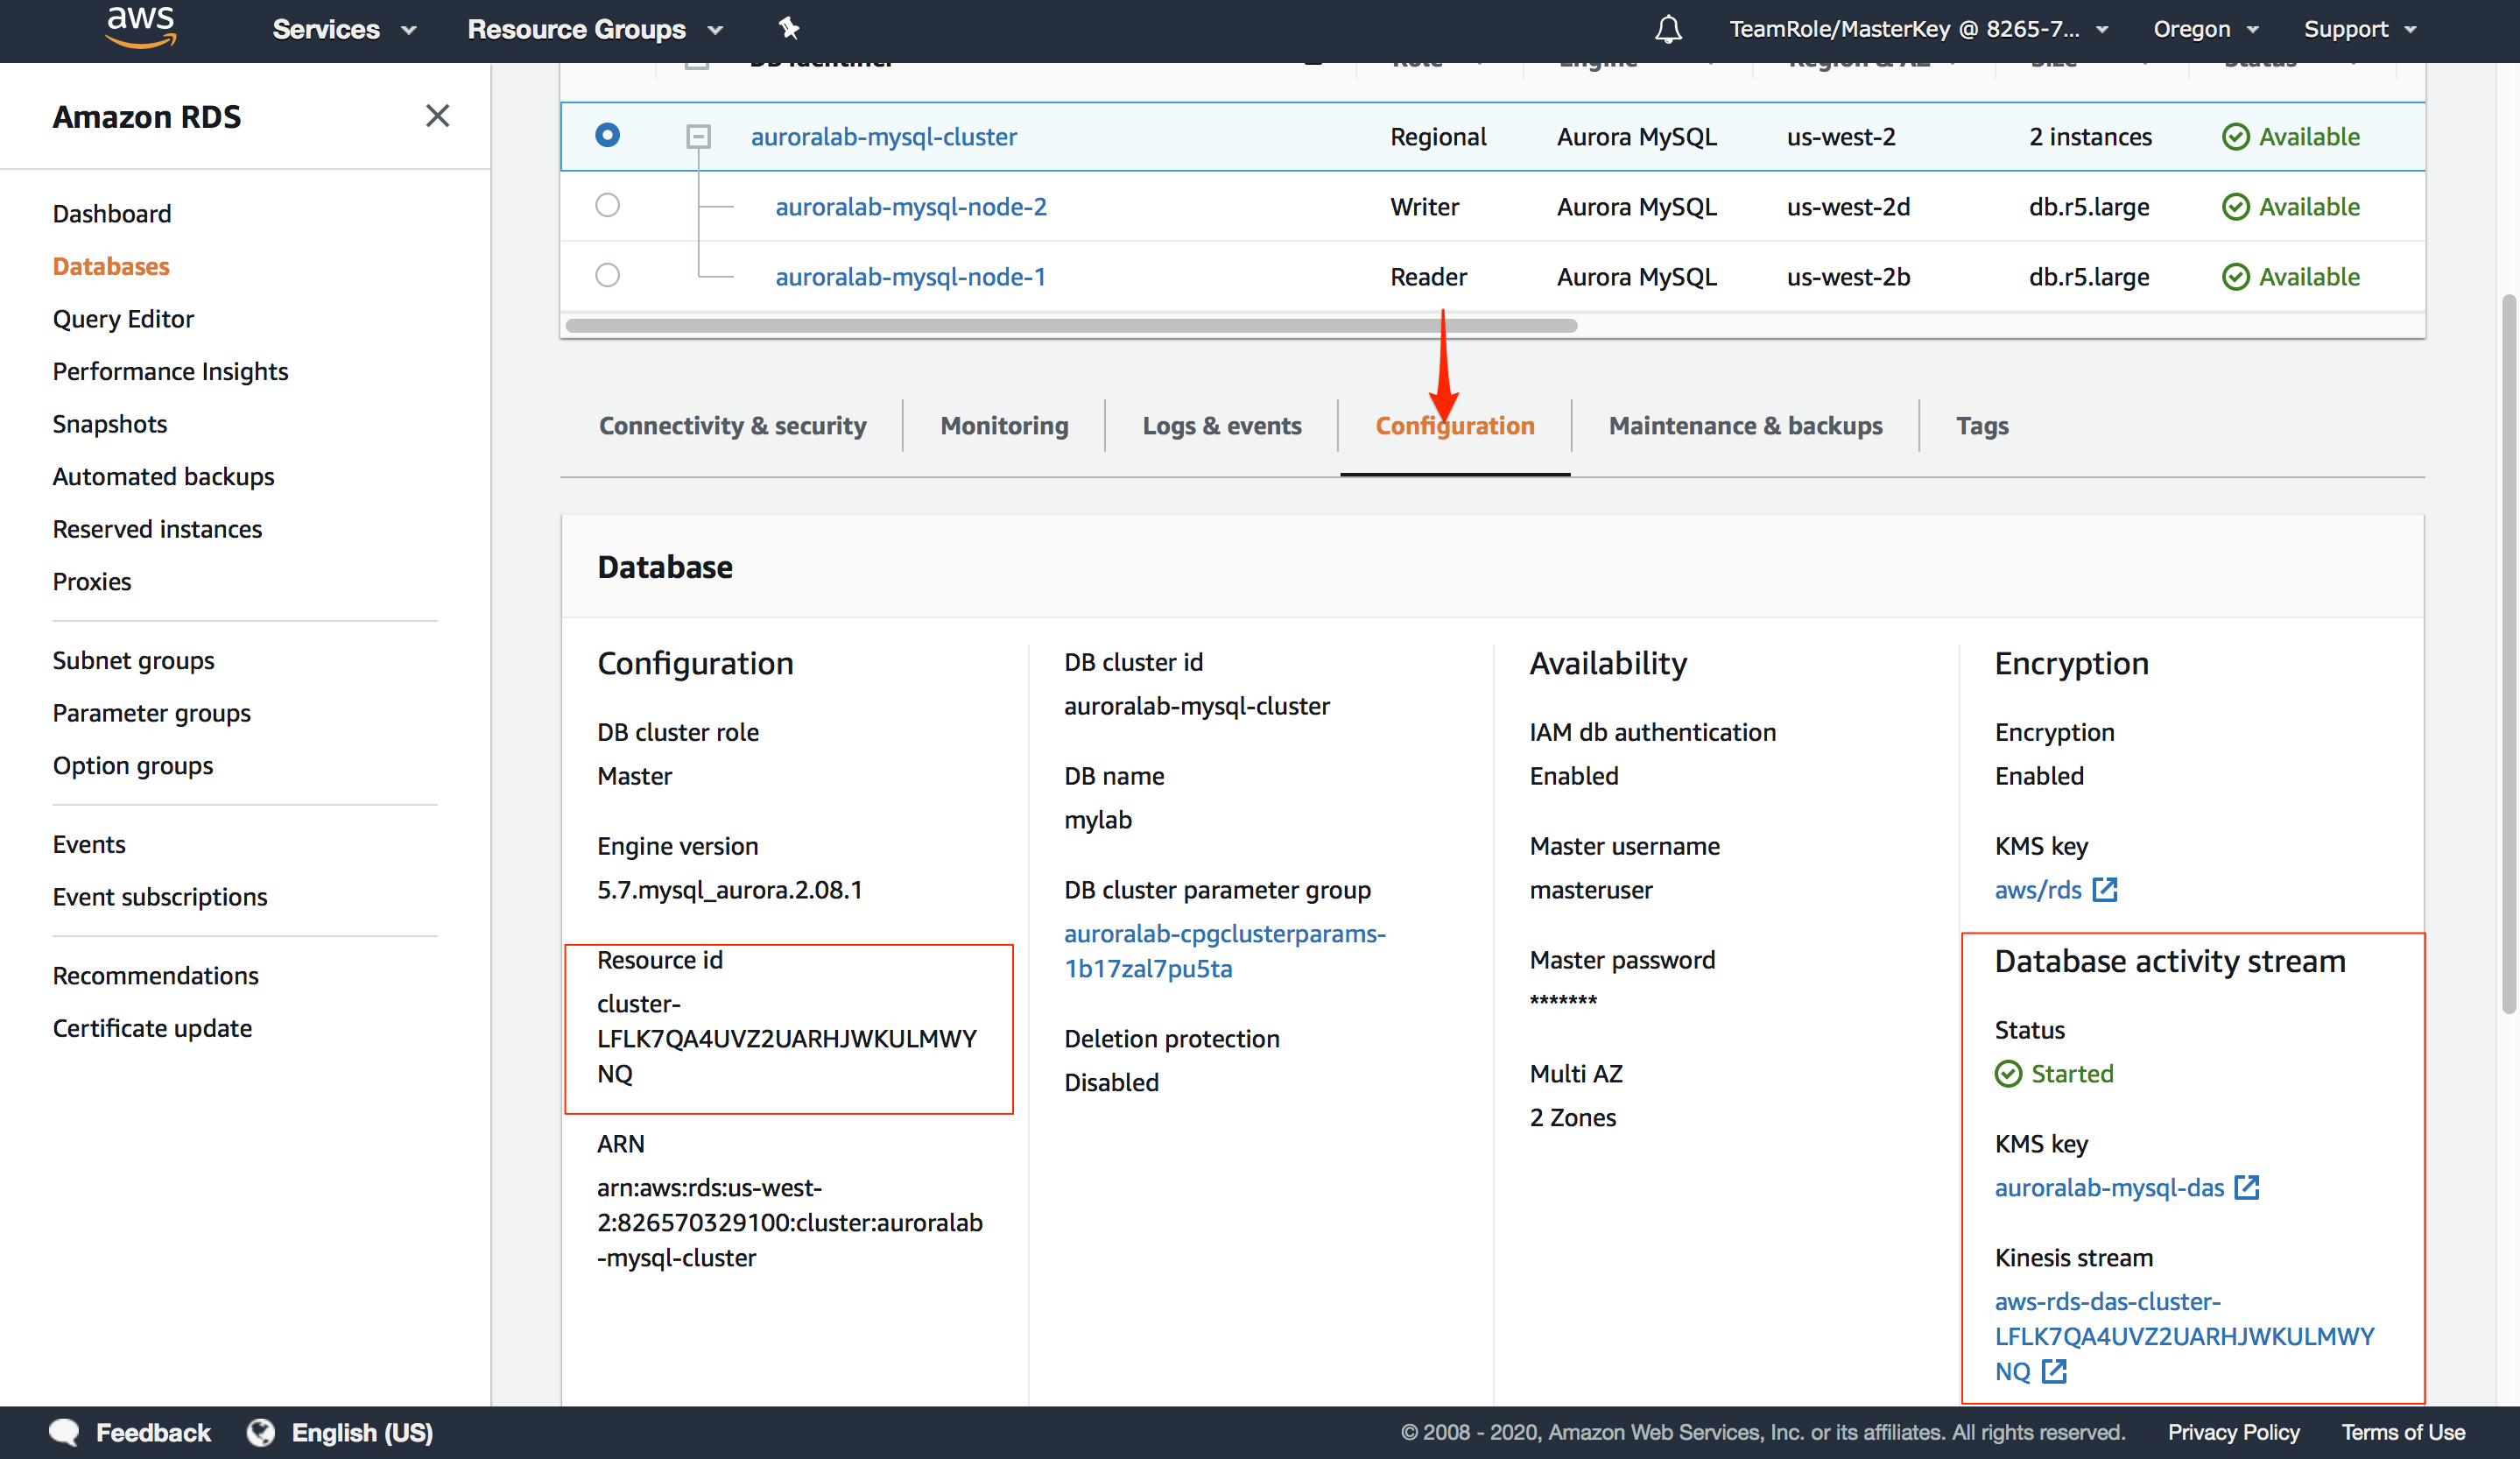 aws
Services
Resource Groups
TeamRole/MasterKey @ 8265-7...
Oregon
Support
DB identifier
Role
Engine
Region & AZ
Size
Status
Amazon RDS
auroralab-mysql-cluster
Regional
Aurora MySQL
us-west-2
2 instances
Available
auroralab-mysql-node-2
Writer
Aurora MySQL
us-west-2d
db.r5.large
Available
auroralab-mysql-node-1
Reader
Aurora MySQL
us-west-2b
db.r5.large
Available
Dashboard
Databases
Query Editor
Performance Insights
Snapshots
Automated backups
Reserved instances
Proxies
Subnet groups
Parameter groups
Option groups
Events
Event subscriptions
Recommendations
Certificate update
Connectivity & security
Monitoring
Logs & events
Configuration
Maintenance & backups
Tags
Database
Configuration
DB cluster role
Master
Engine version
5.7.mysql_aurora.2.08.1
Resource id
cluster-
LFLK7QA4UVZ2UARHJWKULMWY
NQ
ARN
arn:aws:rds:us-west-
2:826570329100:cluster:auroralab
-mysql-cluster
DB cluster id
auroralab-mysql-cluster
DB name
mylab
DB cluster parameter group
auroralab-cpgclusterparams-
1b17zal7pu5ta
Deletion protection
Disabled
Availability
IAM db authentication
Enabled
Master username
masteruser
Master password
*******
Multi AZ
2 Zones
Encryption
Encryption
Enabled
KMS key
aws/rds
Database activity stream
Status
Started
KMS key
auroralab-mysql-das
Kinesis stream
aws-rds-das-cluster-
LFLK7QA4UVZ2UARHJWKULMWY
NQ
Feedback
English (US)
© 2008 - 2020, Amazon Web Services, Inc. or its affiliates. All rights reserved.
Privacy Policy
Terms of Use